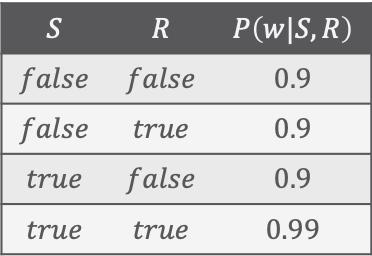 S R P(w|S, R)
false false 0.9
false true 0.9
true false 0.9
true true 0.99